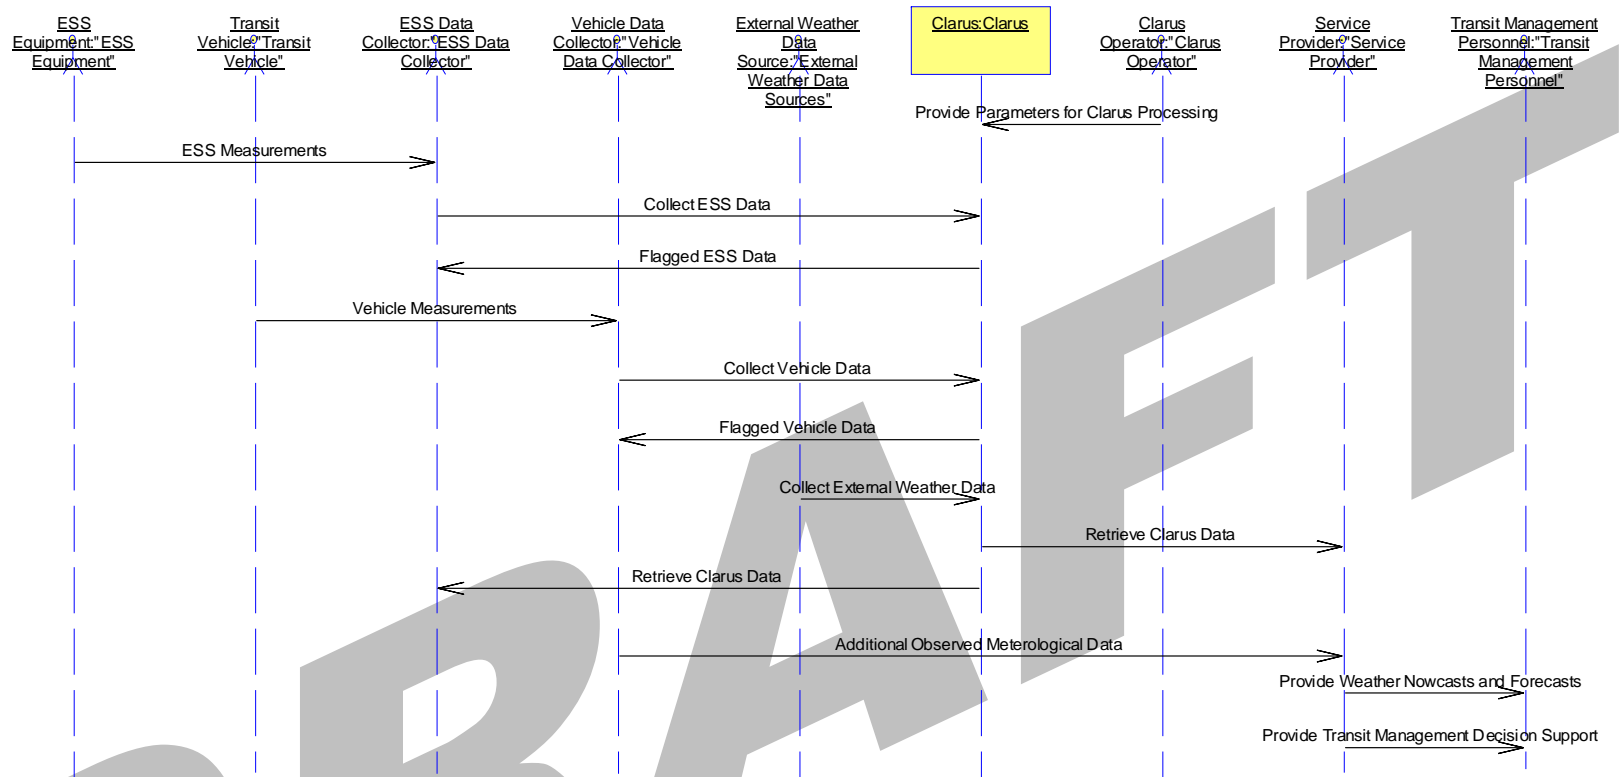 ESS
Equipment:"ESS
Equipment"
Transit
Vehicle:"Transit
Vehicle"
ESS Data
Collector:"ESS Data
Collector"
Vehicle Data
Collector:"Vehicle
Data Collector"
External Weather
Data
Source:"External
Weather Data
Sources"
Clarus:Clarus
Clarus
Operator:"Clarus
Operator"
Service
Provider:"Service
Provider"
Transit Management
Personnel:"Transit
Management
Personnel"
Provide Parameters for Clarus Processing
ESS Measurements
Collect ESS Data
Flagged ESS Data
Vehicle Measurements
Collect Vehicle Data
Flagged Vehicle Data
Collect External Weather Data
Retrieve Clarus Data
Retrieve Clarus Data
Additional Observed Meterological Data
Provide Weather Nowcasts and Forecasts
Provide Transit Management Decision Support
DRAFT